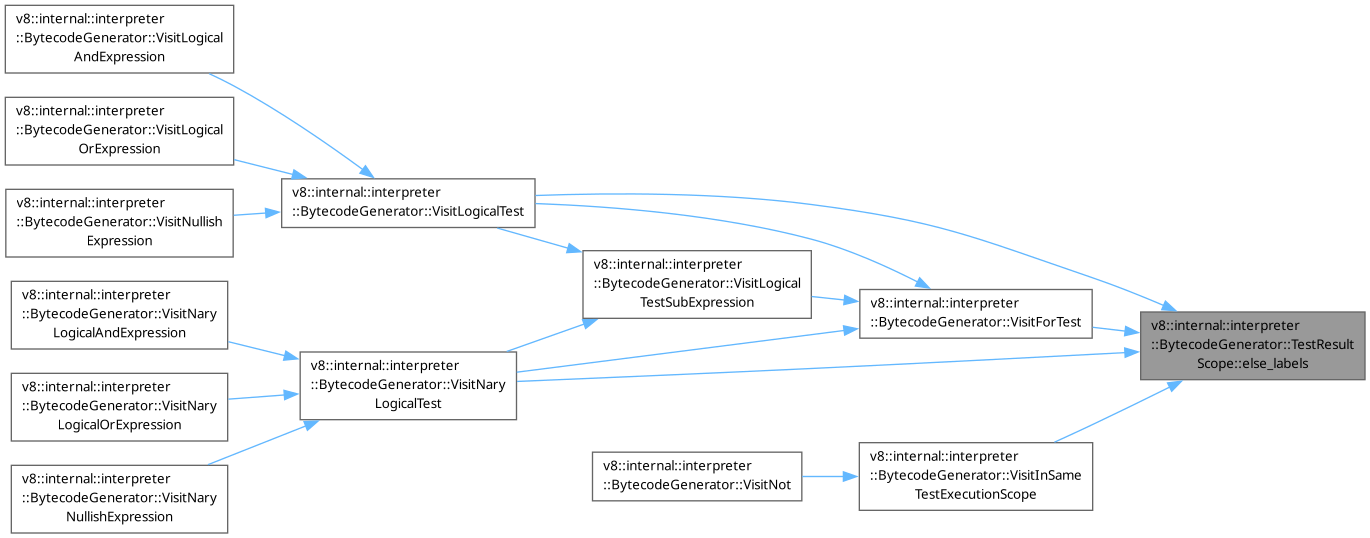 v8::internal::interpreter
::BytecodeGenerator::VisitLogical
AndExpression
v8::internal::interpreter
::BytecodeGenerator::VisitLogical
OrExpression
v8::internal::interpreter
::BytecodeGenerator::VisitNullish
Expression
v8::internal::interpreter
::BytecodeGenerator::VisitNary
LogicalAndExpression
v8::internal::interpreter
::BytecodeGenerator::VisitNary
LogicalOrExpression
v8::internal::interpreter
::BytecodeGenerator::VisitNary
NullishExpression
v8::internal::interpreter
::BytecodeGenerator::VisitLogicalTest
v8::internal::interpreter
::BytecodeGenerator::VisitNary
LogicalTest
v8::internal::interpreter
::BytecodeGenerator::VisitLogical
TestSubExpression
v8::internal::interpreter
::BytecodeGenerator::VisitNot
v8::internal::interpreter
::BytecodeGenerator::VisitForTest
v8::internal::interpreter
::BytecodeGenerator::VisitInSame
TestExecutionScope
v8::internal::interpreter
::BytecodeGenerator::TestResult
Scope::else_labels